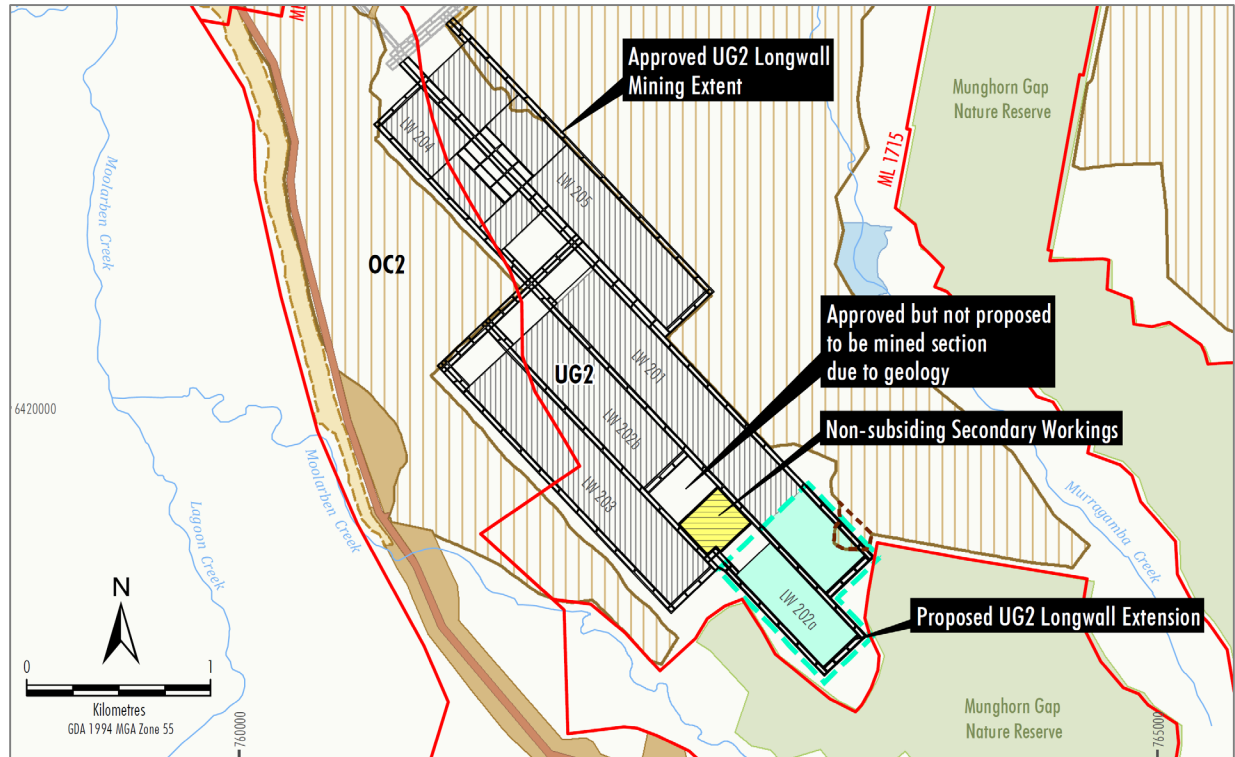 ML
Approved UG2 Longwall
Mining Extent
Munghorn Gap
Nature Reserve
ML 1715
Moolarben Creek
LW 204
LW 205
OC2
Approved but not proposed
to be mined section
due to geology
UG2
LW 201
6420000
Non-subsiding Secondary Workings
LW 202b
LW 203
Moolarben Creek
Lagoon Creek
Murragamba Creek
N
LW 202a
Proposed UG2 Longwall Extension
0 1
Kilometres
GDA 1994 MGA Zone 55
Munghorn Gap
Nature Reserve
760000
765000